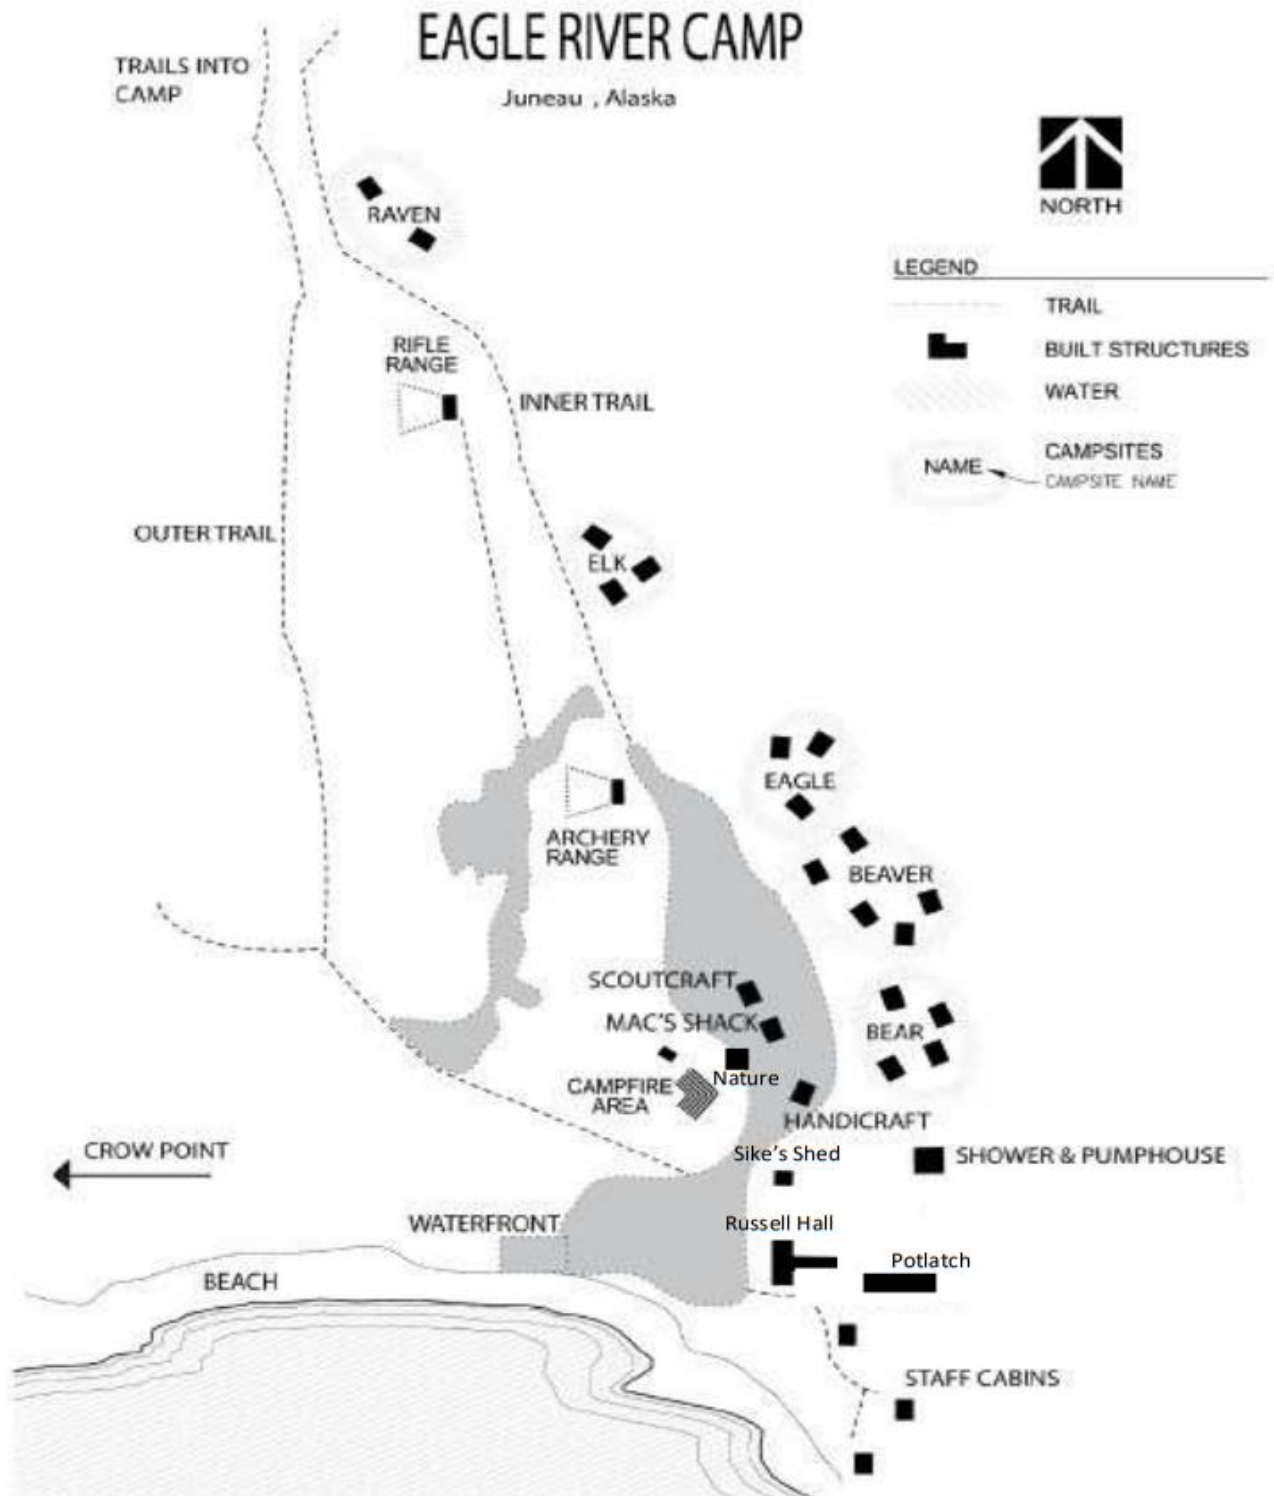 EAGLE RIVER CAMP
Juneau , Alaska
TRAILS INTO
CAMP
NORTH
RAVEN
LEGEND
TRAIL
BUILT STRUCTURES
WATER
NAME
CAMPSITES
CAMPSITE NAME
RIFLE
RANGE
INNER TRAIL
OUTER TRAIL
ELK
EAGLE
ARCHERY
RANGE
BEAVER
SCOUTCRAFT
MAC'S SHACK
BEAR
Nature
CAMPFIRE
AREA
HANDICRAFT
CROW POINT
Sike's Shed
SHOWER & PUMPHOUSE
WATERFRONT
Russell Hall
Potlatch
BEACH
STAFF CABINS